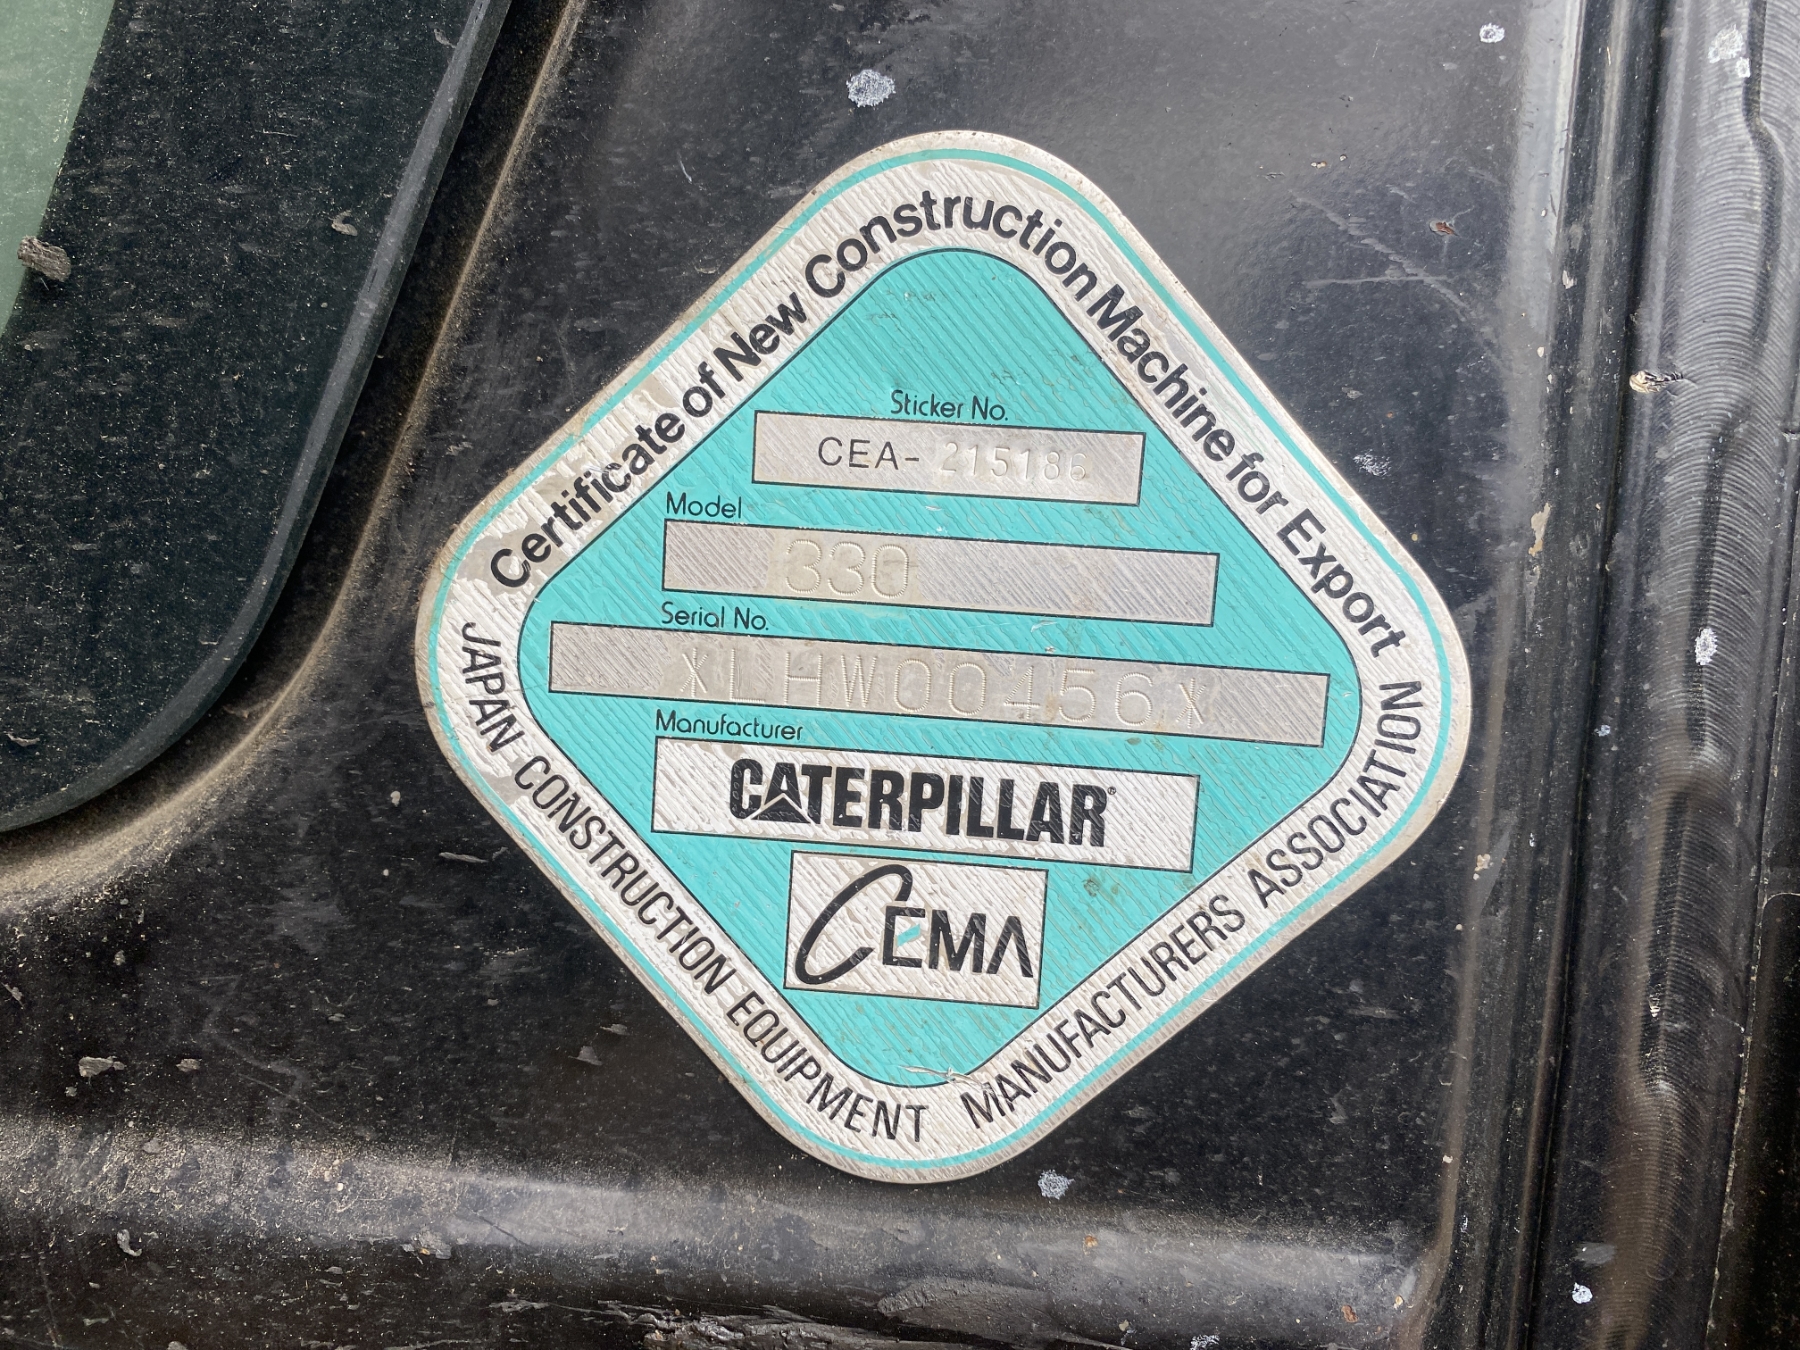 Certificate of New Construction Machine for Export
Sticker No.
CEA- 215186
Model
330
Serial No.
*LHW00456*
Manufacturer
CATERPILLAR®
CEMA
JAPAN CONSTRUCTION EQUIPMENT MANUFACTURERS ASSOCIATION